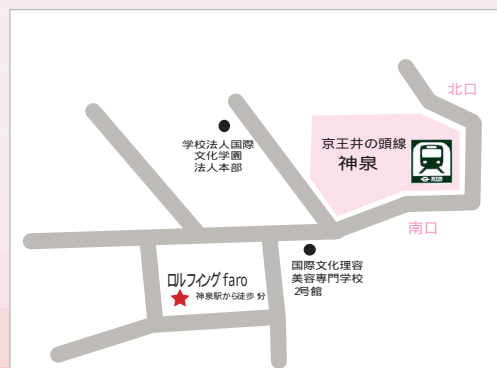 北口
京王井の頭線
神泉
学校法人国際
文化学園
法人本部
南口
国際文化理容
美容専門学校
2号館
ロルフィング faro
神泉駅から徒歩 分